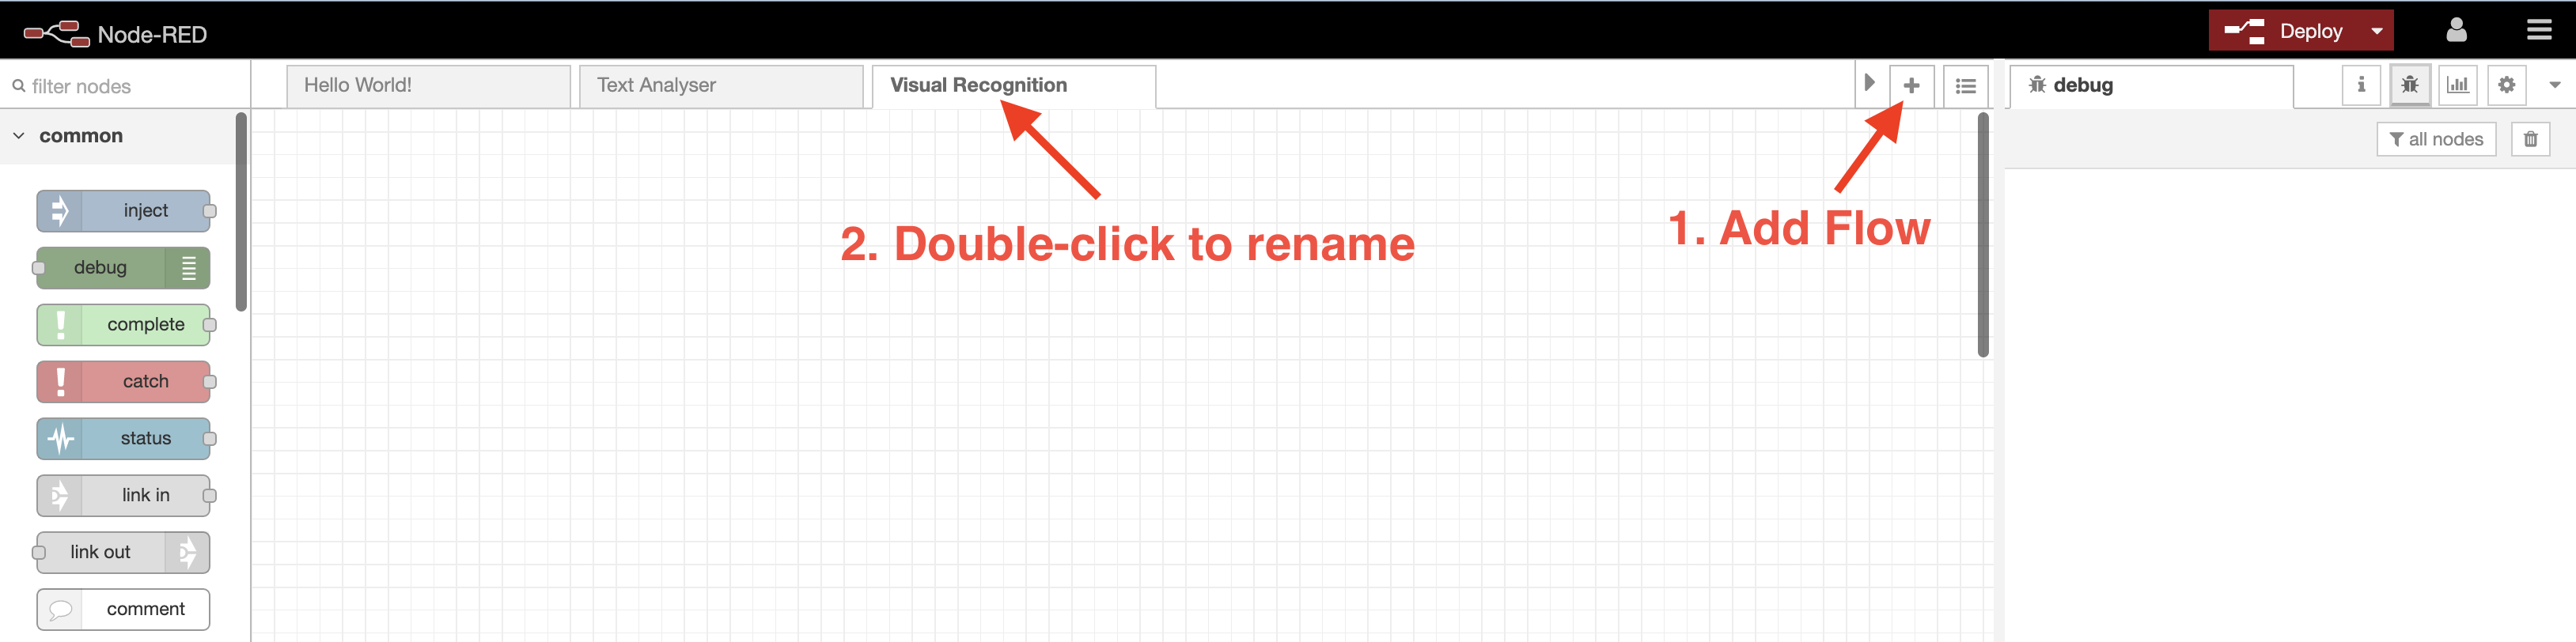 Node-RED
Deploy
filter nodes
Hello World!
Text Analyser
Visual Recognition
debug
all nodes
common
inject
debug
complete
catch
status
link in
link out
comment
2. Double-click to rename
1. Add Flow